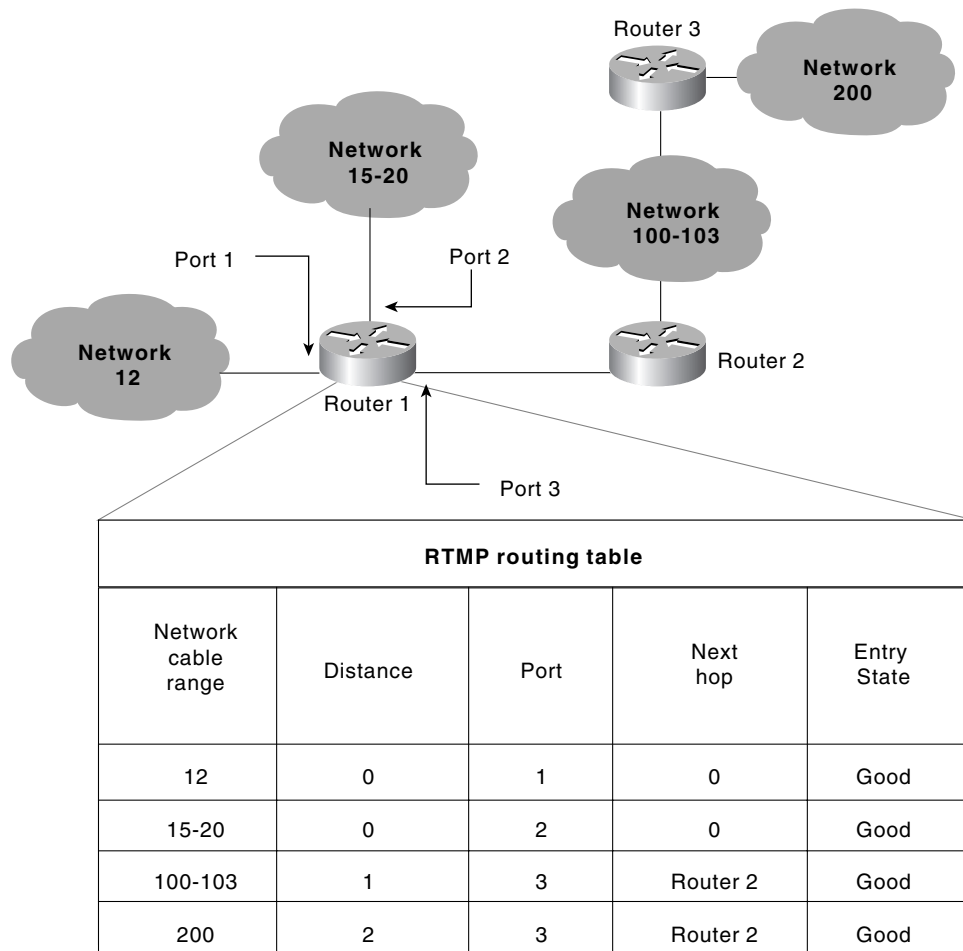 Router 3
Network
200
Network
15-20
Network
100-103
Port 1
Port 2
Network
12
Router 2
Router 1
Port 3
RTMP routing table
Network
cable
range
Distance
Port
Next
hop
Entry
State
12 0 1 0 Good
15-20 0 2 0 Good
100-103 1 3 Router 2 Good
200 2 3 Router 2 Good